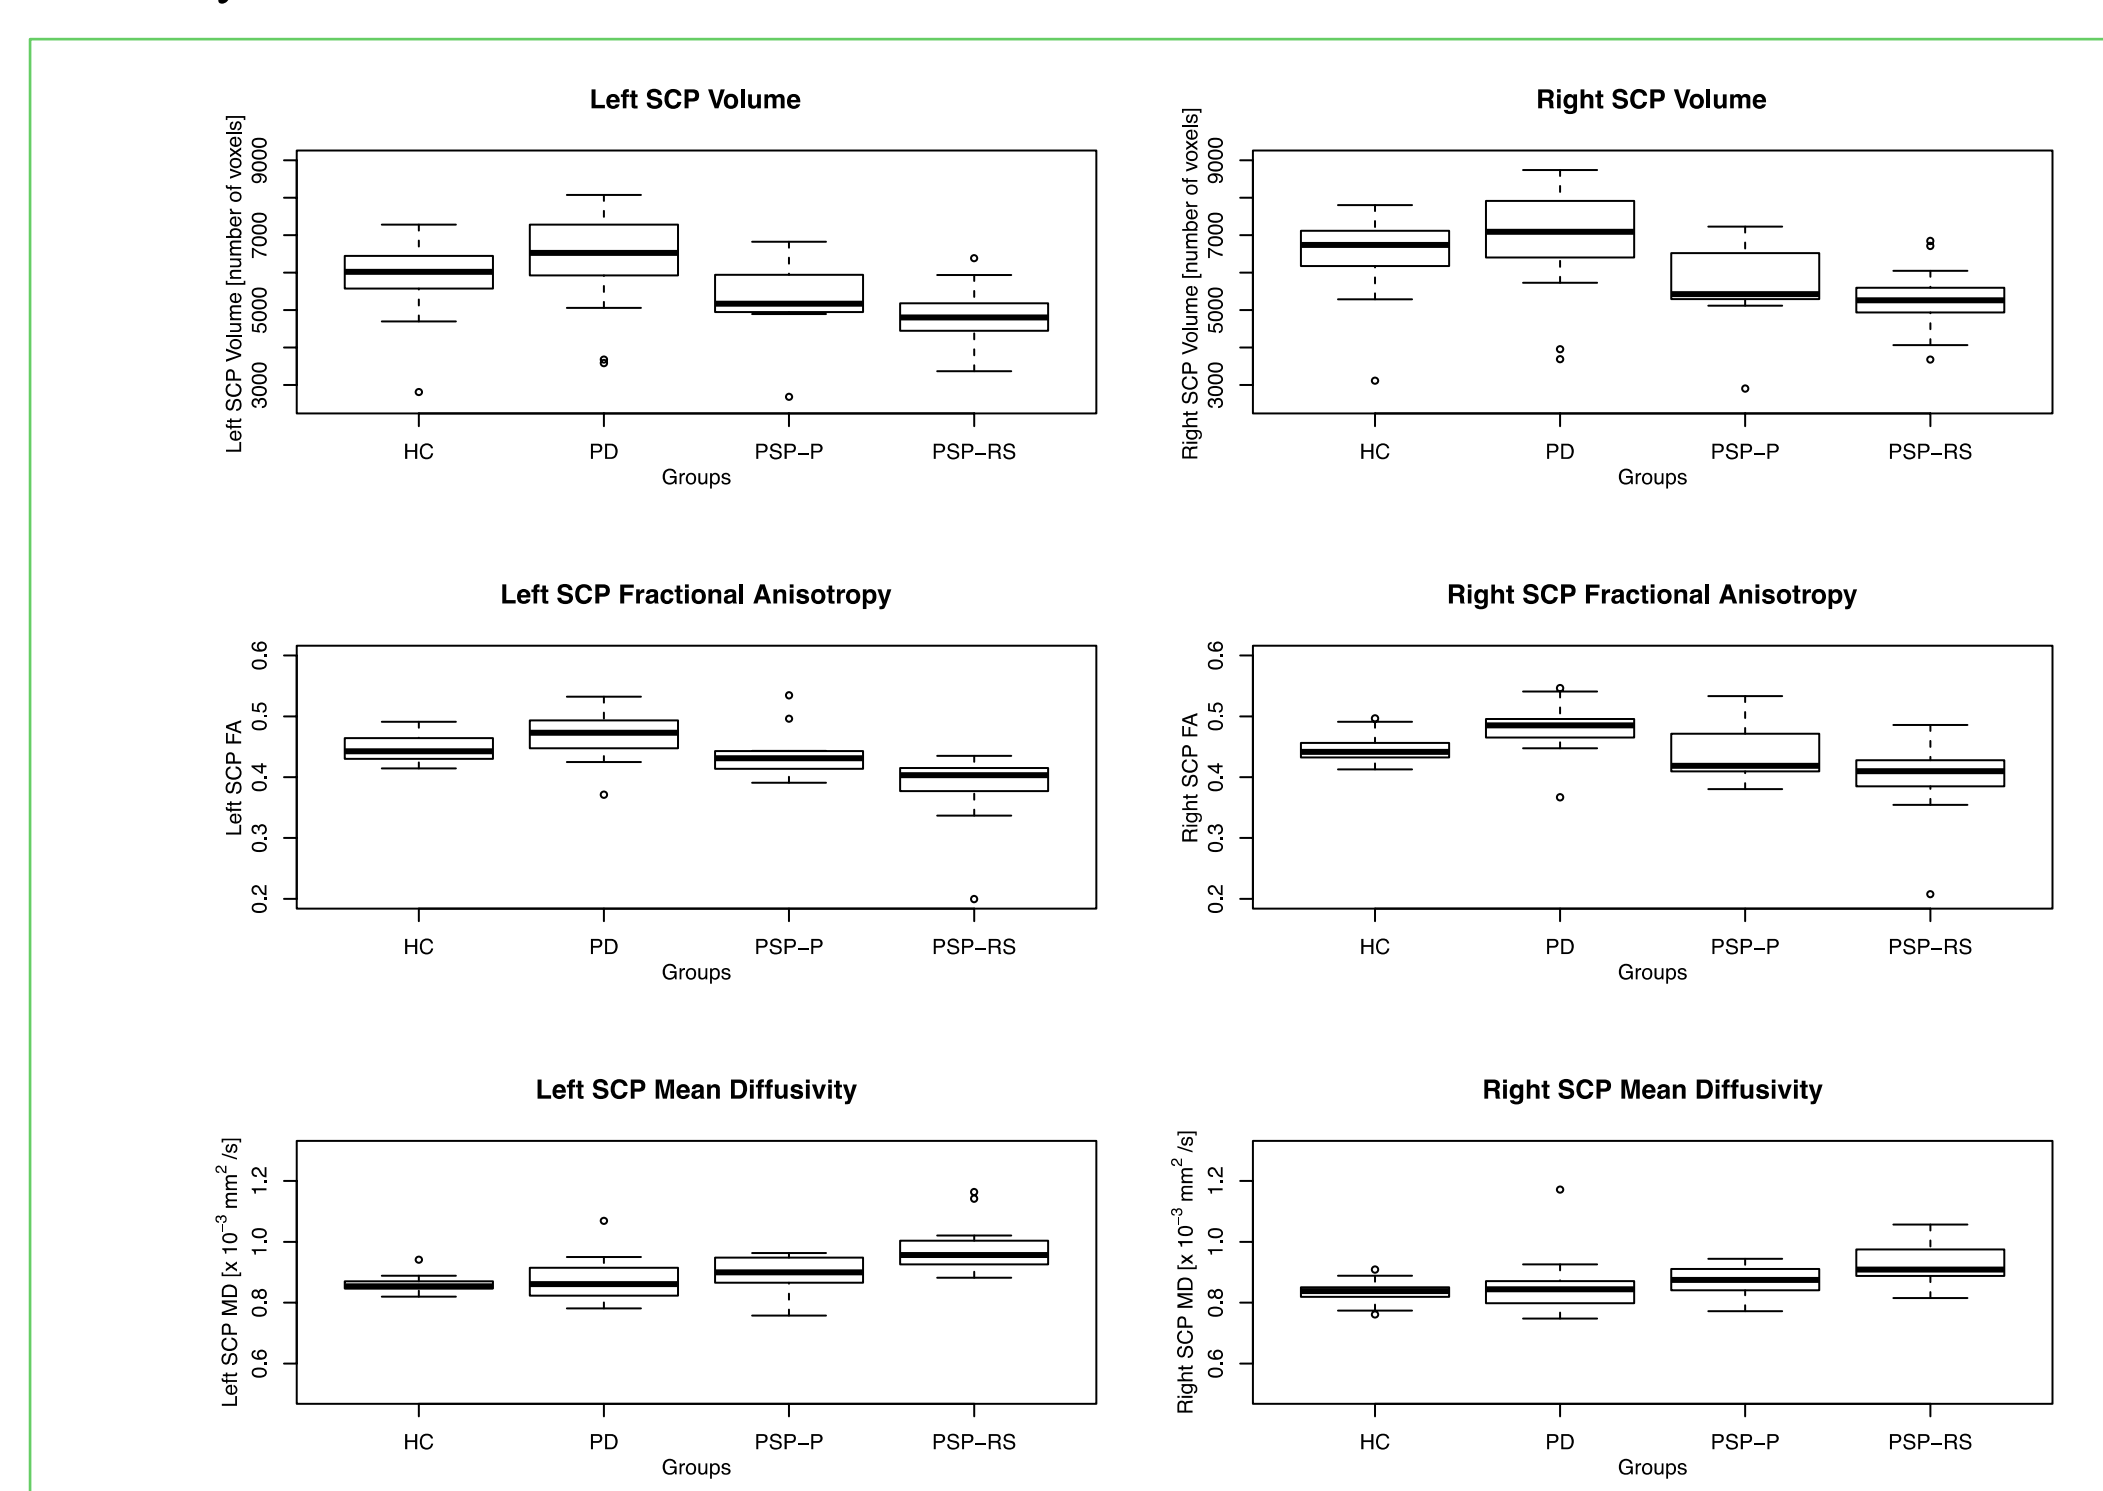 Left SCP Volume
Left SCP Volume [number of voxels]
9000
7000
5000
3000
HC PD PSP–P PSP–RS
Groups
Right SCP Volume
Right SCP Volume [number of voxels]
9000
7000
5000
3000
HC PD PSP–P PSP–RS
Groups
Left SCP Fractional Anisotropy
Left SCP FA
0.6
0.5
0.4
0.3
0.2
HC PD PSP–P PSP–RS
Groups
Right SCP Fractional Anisotropy
Right SCP FA
0.6
0.5
0.4
0.3
0.2
HC PD PSP–P PSP–RS
Groups
Left SCP Mean Diffusivity
Left SCP MD [x 10⁻³ mm² /s]
1.2
1.0
0.8
0.6
HC PD PSP–P PSP–RS
Groups
Right SCP Mean Diffusivity
Right SCP MD [x 10⁻³ mm² /s]
1.2
1.0
0.8
0.6
HC PD PSP–P PSP–RS
Groups